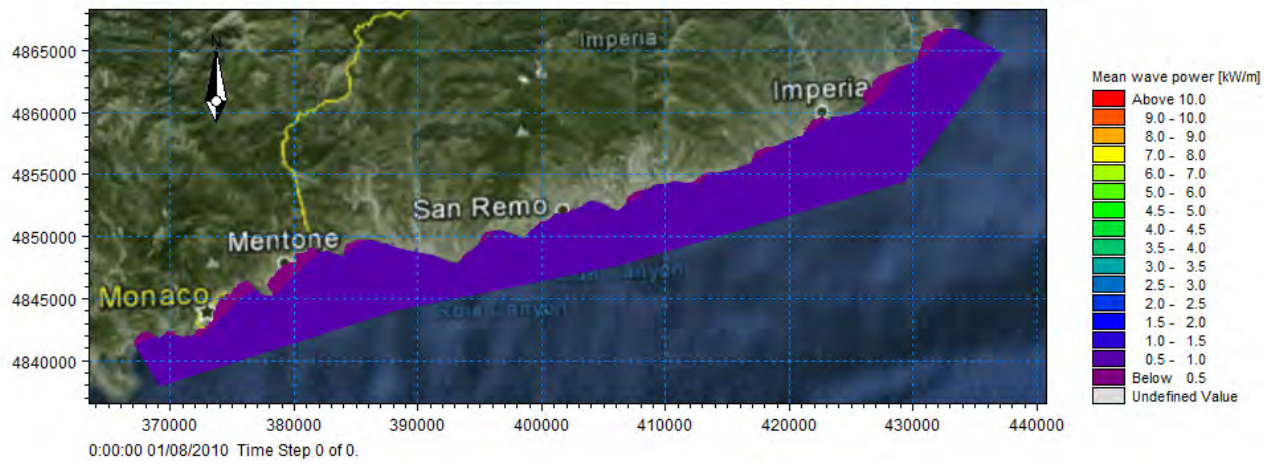 Imperia
Imperia
San Remo
Mentone
Monaco
Canyon
Canyon
N
4865000
4860000
4855000
4850000
4845000
4840000
370000 380000 390000 400000 410000 420000 430000 440000
0:00:00 01/08/2010 Time Step 0 of 0.
Mean wave power [kW/m]
Above 10.0
9.0 - 10.0
8.0 - 9.0
7.0 - 8.0
6.0 - 7.0
5.0 - 6.0
4.5 - 5.0
4.0 - 4.5
3.5 - 4.0
3.0 - 3.5
2.5 - 3.0
2.0 - 2.5
1.5 - 2.0
1.0 - 1.5
0.5 - 1.0
Below 0.5
Undefined Value